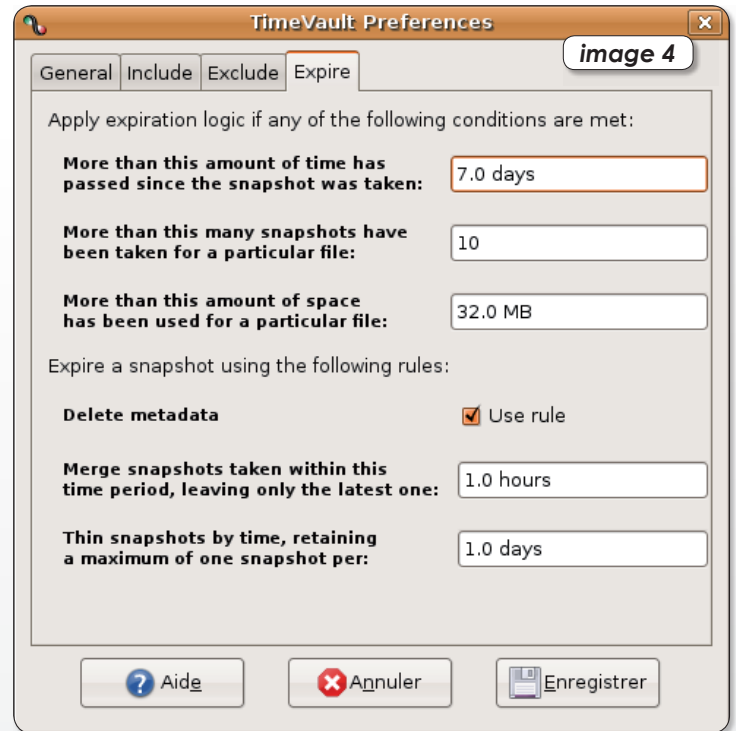 TimeVault Preferences
image 4
General Include Exclude Expire
Apply expiration logic if any of the following conditions are met:
More than this amount of time has
passed since the snapshot was taken:
7.0 days
More than this many snapshots have
been taken for a particular file:
10
More than this amount of space
has been used for a particular file:
32.0 MB
Expire a snapshot using the following rules:
Delete metadata
Use rule
Merge snapshots taken within this
time period, leaving only the latest one:
1.0 hours
Thin snapshots by time, retaining
a maximum of one snapshot per:
1.0 days
Aide
Annuler
Enregistrer